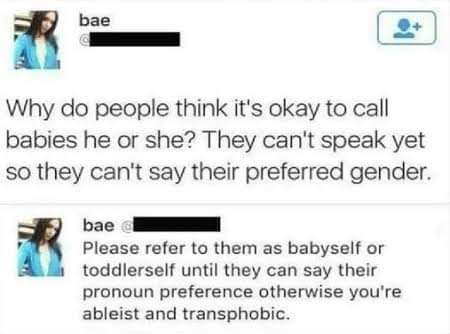 bae
@
Why do people think it's okay to call
babies he or she? They can't speak yet
so they can't say their preferred gender.
bae @
Please refer to them as babyself or
toddlerself until they can say their
pronoun preference otherwise you're
ableist and transphobic.